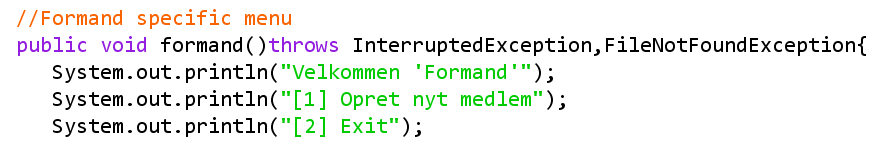 //Formand specific menu
public void formand()throws InterruptedException,FileNotFoundException{
System.out.println("Velkommen 'Formand'");
System.out.println("[1] Opret nyt medlem");
System.out.println("[2] Exit");